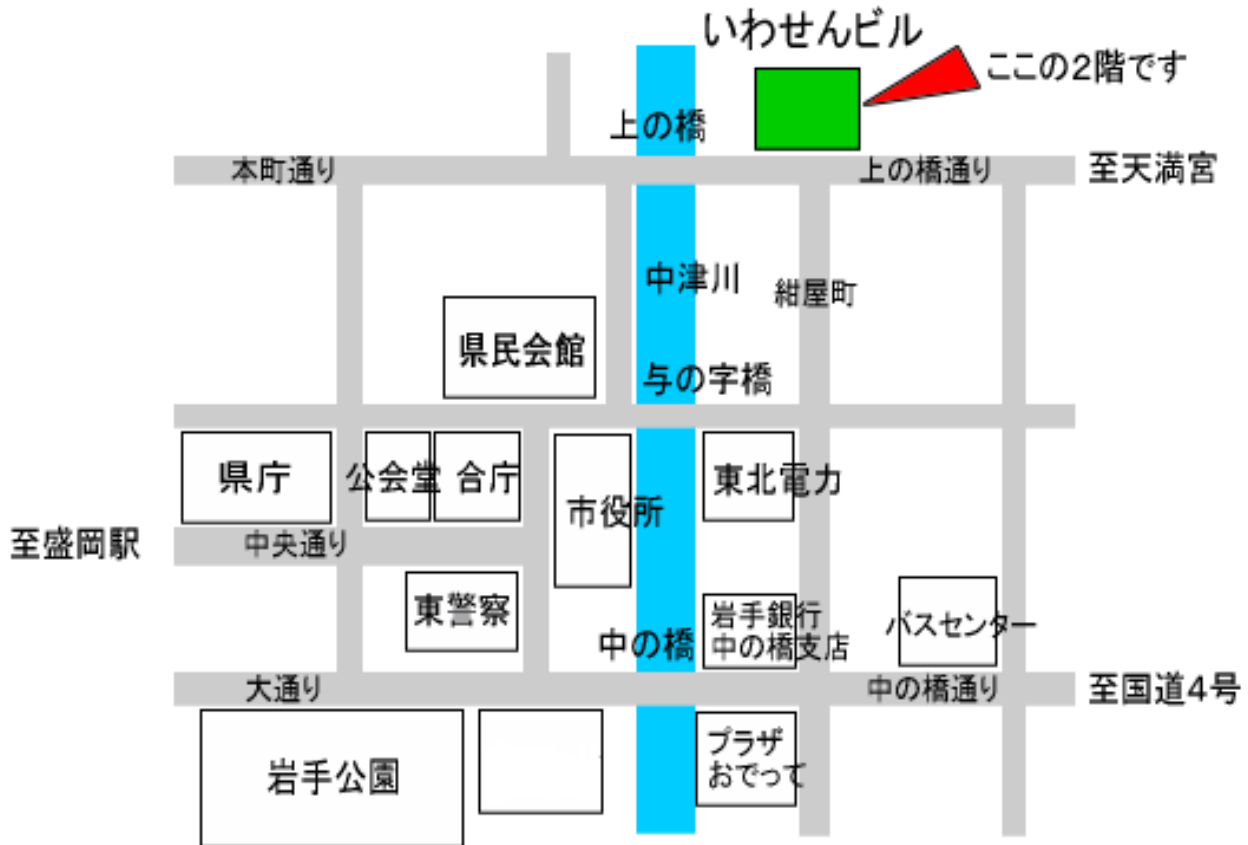 いわせんビル
ここの2階です
上の橋
本町通り
上の橋通り
至天満宮
中津川
紺屋町
県民会館
与の字橋
県庁
公会堂
合庁
市役所
東北電力
至盛岡駅
中央通り
東警察
岩手銀行
中の橋支店
バスセンター
中の橋
大通り
中の橋通り
至国道4号
岩手公園
プラザ
おでって